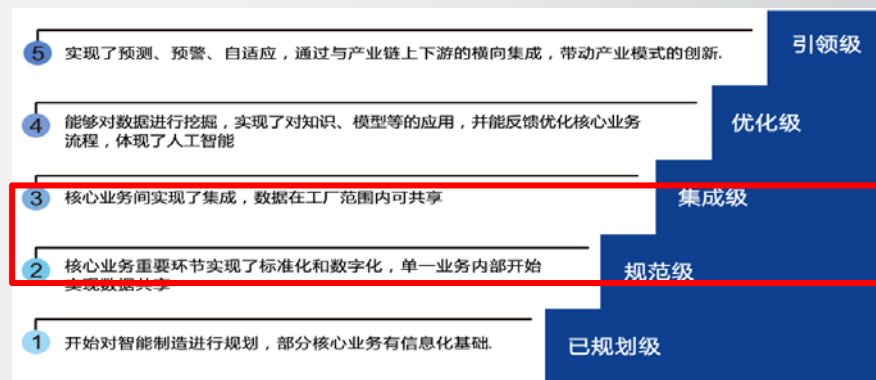 5 实现了预测、预警、自适应，通过与产业链上下游的横向集成，带动产业模式的创新. 引领级
4 能够对数据进行挖掘，实现了对知识、模型等的应用，并能反馈优化核心业务 优化级
流程，体现了人工智能
3 核心业务间实现了集成，数据在工厂范围内可共享 集成级
2 核心业务重要环节实现了标准化和数字化，单一业务内部开始 规范级
实现数据共享
1 开始对智能制造进行规划，部分核心业务有信息化基础. 已规划级